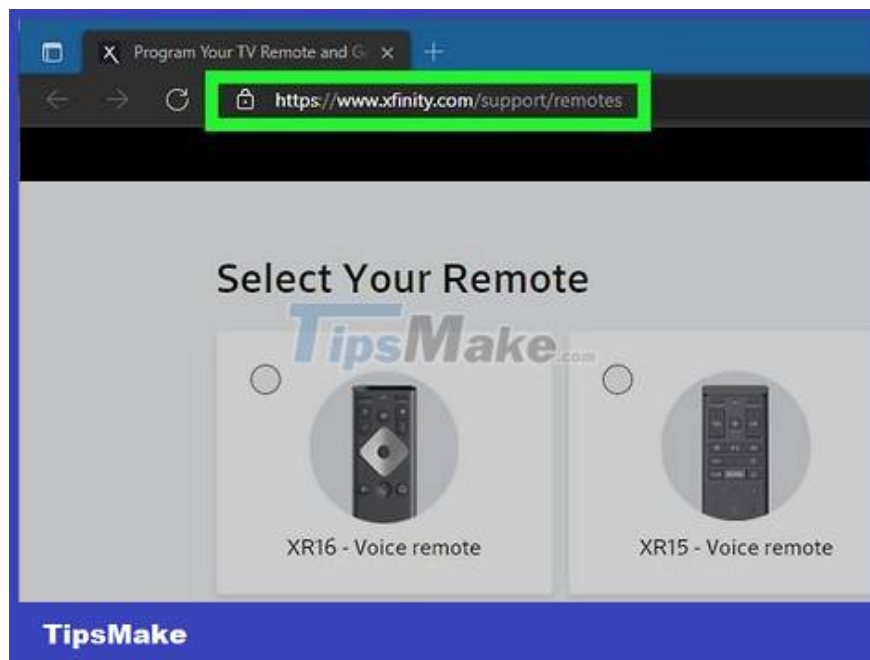 Program Your TV Remote and G
https://www.xfinity.com/support/remotes
Select Your Remote
TipsMake.com
XR16 - Voice remote
XR15 - Voice remote
TipsMake